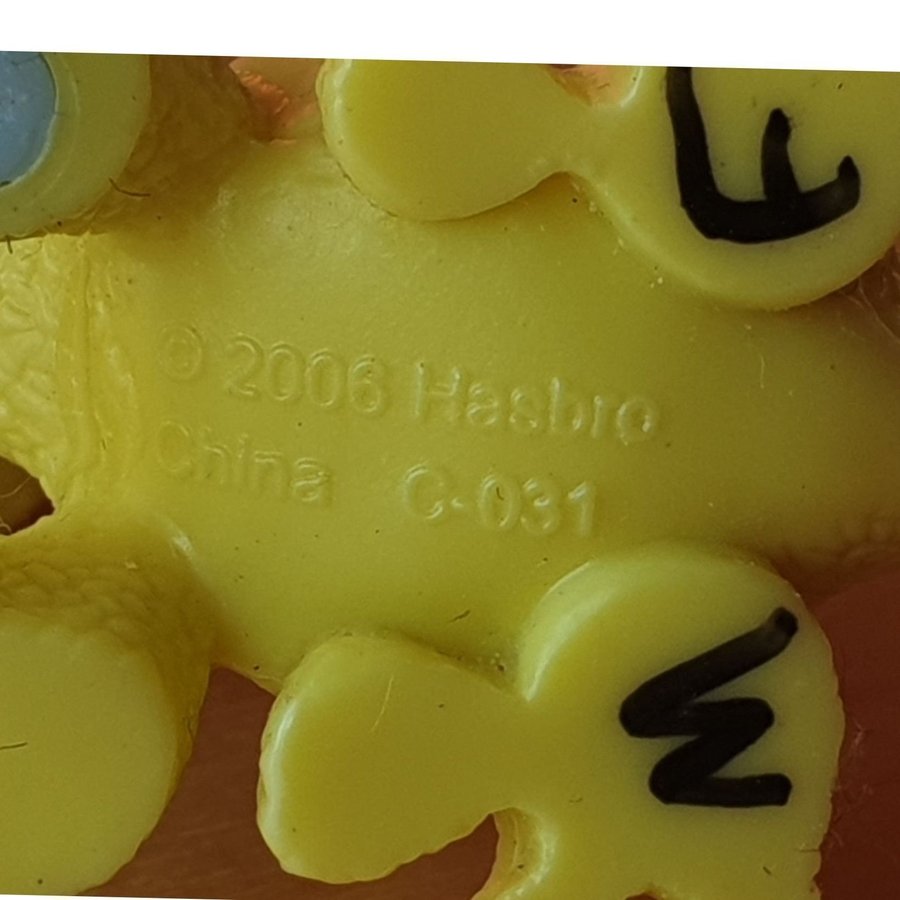 F
© 2006 Hasbro
China C-031
W